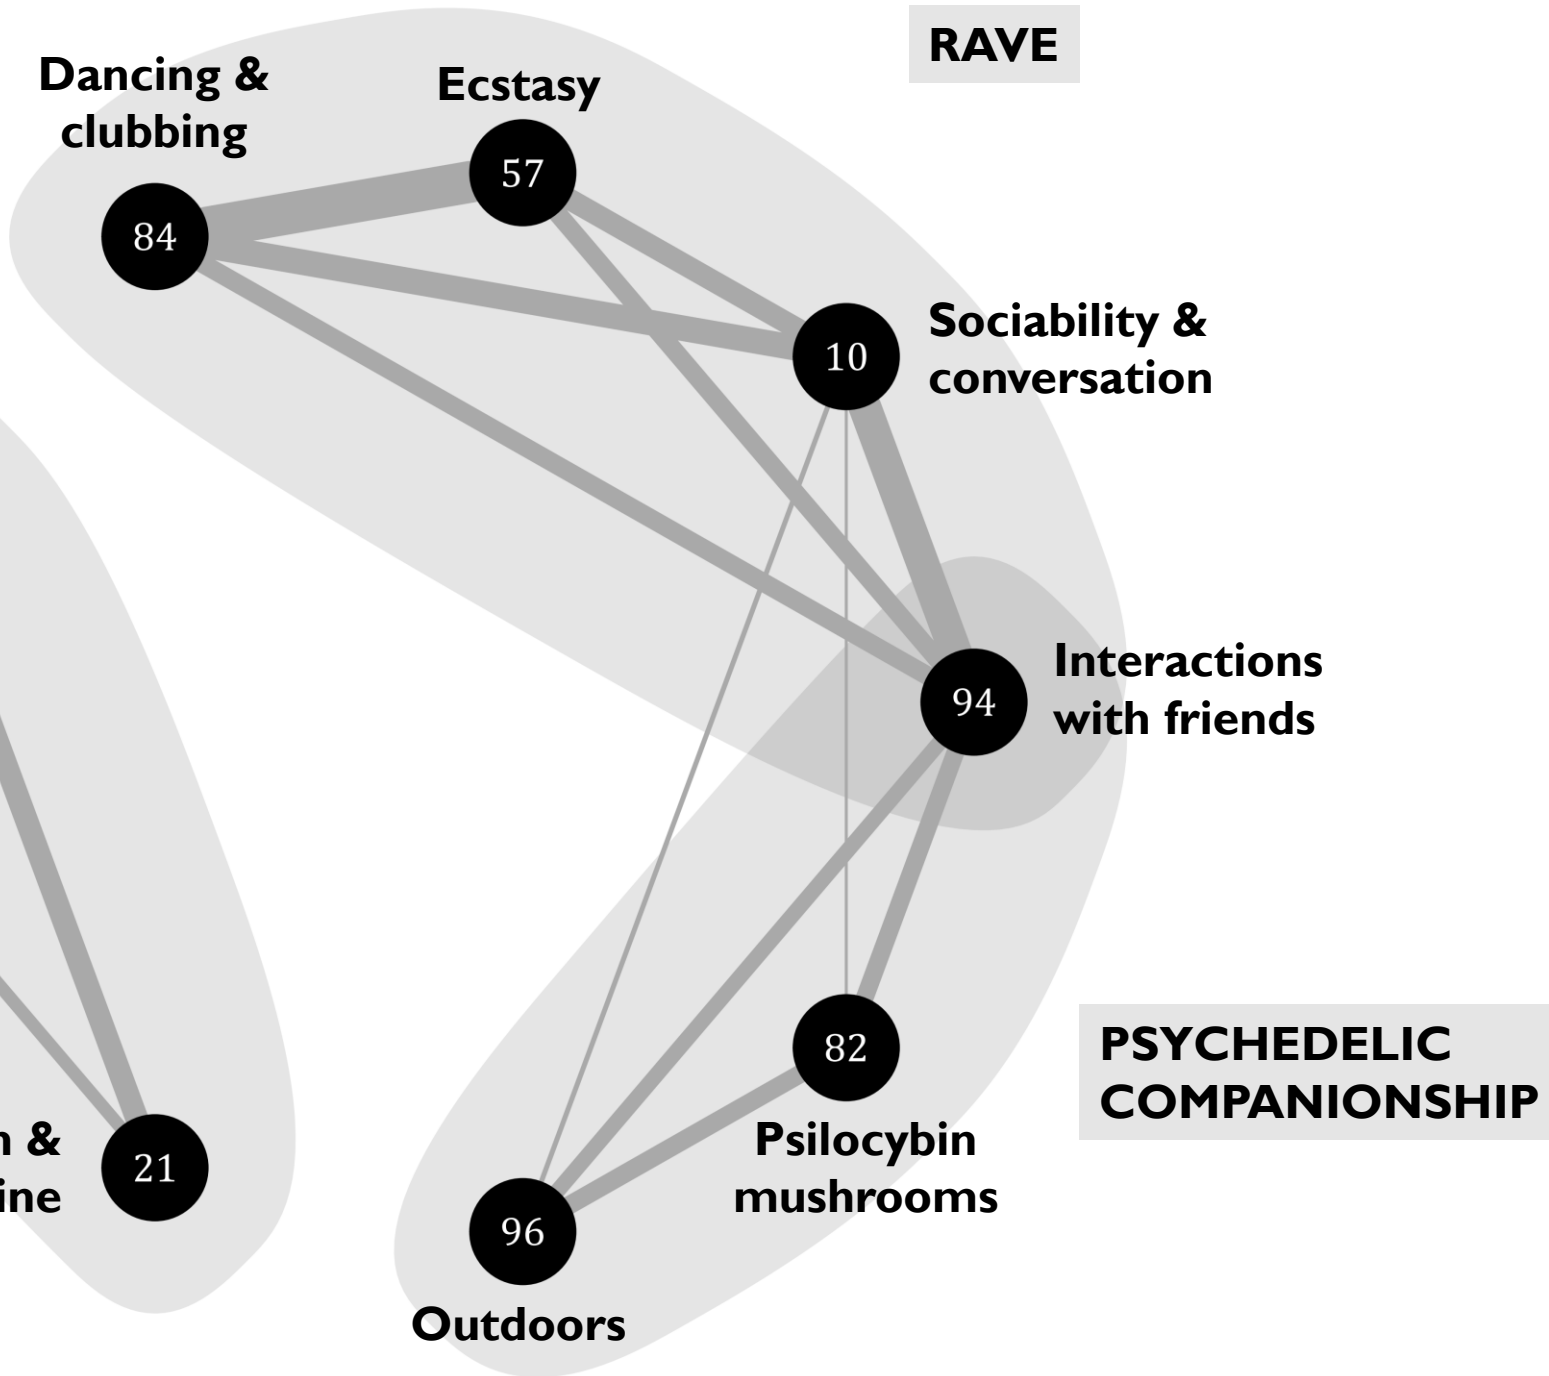 RAVE
Dancing &
clubbing
Ecstasy
57
84
10
Sociability &
conversation
94
Interactions
with friends
82
Psilocybin
mushrooms
PSYCHEDELIC
COMPANIONSHIP
&
21
96
Outdoors